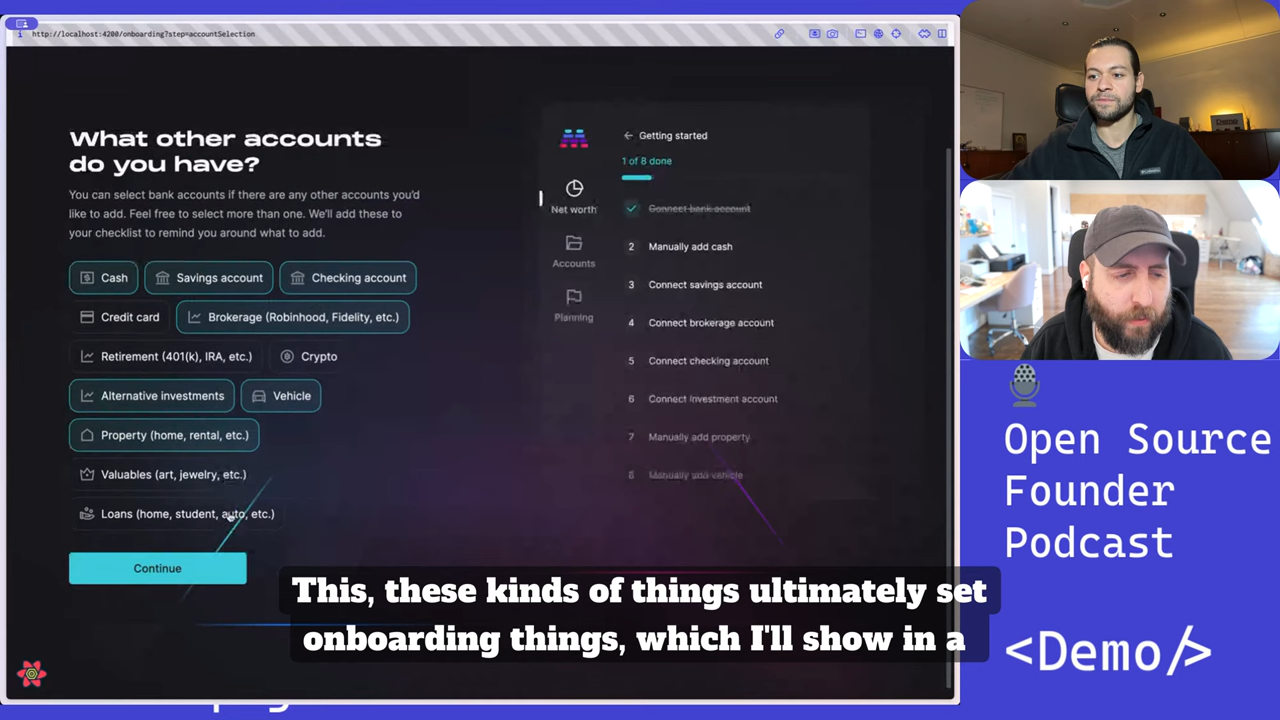 http://localhost:4200/onboarding?step=accountSelection
What other accounts
do you have?
You can select bank accounts if there are any other accounts you'd
like to add. Feel free to select more than one. We'll add these to
your checklist to remind you around what to add.
Cash
Savings account
Checking account
Credit card
Brokerage (Robinhood, Fidelity, etc.)
Retirement (401(k), IRA, etc.)
Crypto
Alternative investments
Vehicle
Property (home, rental, etc.)
Valuables (art, jewelry, etc.)
Loans (home, student, auto, etc.)
Continue
Net worth
Accounts
Planning
Getting started
1 of 8 done
Connect bank account
2 Manually add cash
3 Connect savings account
4 Connect brokerage account
5 Connect checking account
6 Connect Investment account
7 Manually add property
8 Manually add vehicle
This, these kinds of things ultimately set
onboarding things, which I'll show in a
Open Source
Founder
Podcast
<Demo/>